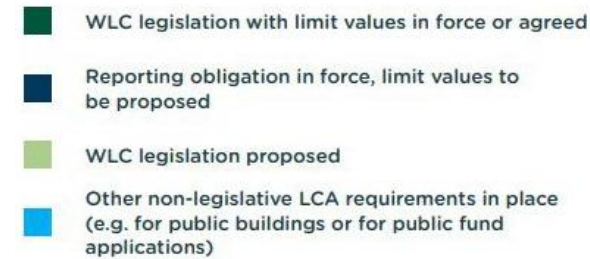 WLC legislation with limit values in force or agreed
Reporting obligation in force, limit values to
be proposed
WLC legislation proposed
Other non-legislative LCA requirements in place
(e.g. for public buildings or for public fund
applications)